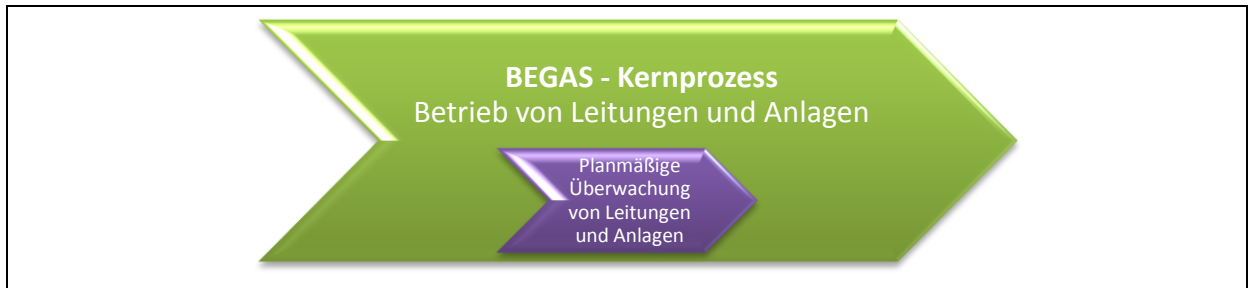 BEGAS - Kernprozess
Betrieb von Leitungen und Anlagen
Planmäßige
Überwachung
von Leitungen
und Anlagen